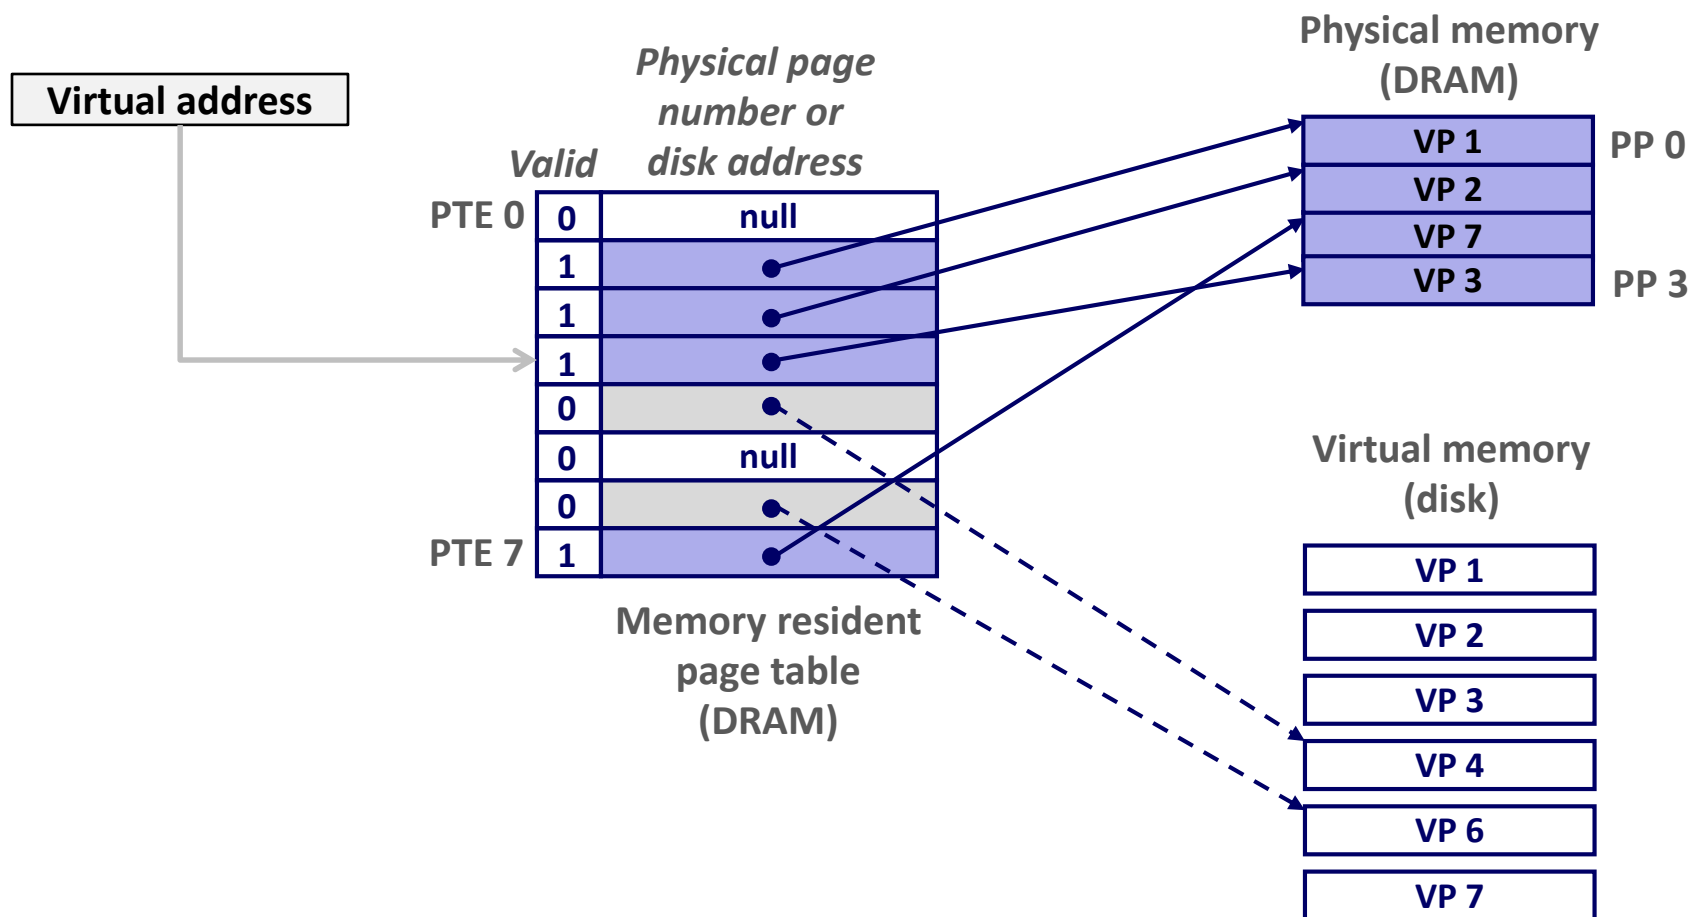 Virtual address
Physical page
number or
disk address
Valid
PTE 0
0
null
1
1
1
0
0
null
0
PTE 7
1
Memory resident
page table
(DRAM)
Physical memory
(DRAM)
VP 1
PP 0
VP 2
VP 7
VP 3
PP 3
Virtual memory
(disk)
VP 1
VP 2
VP 3
VP 4
VP 6
VP 7